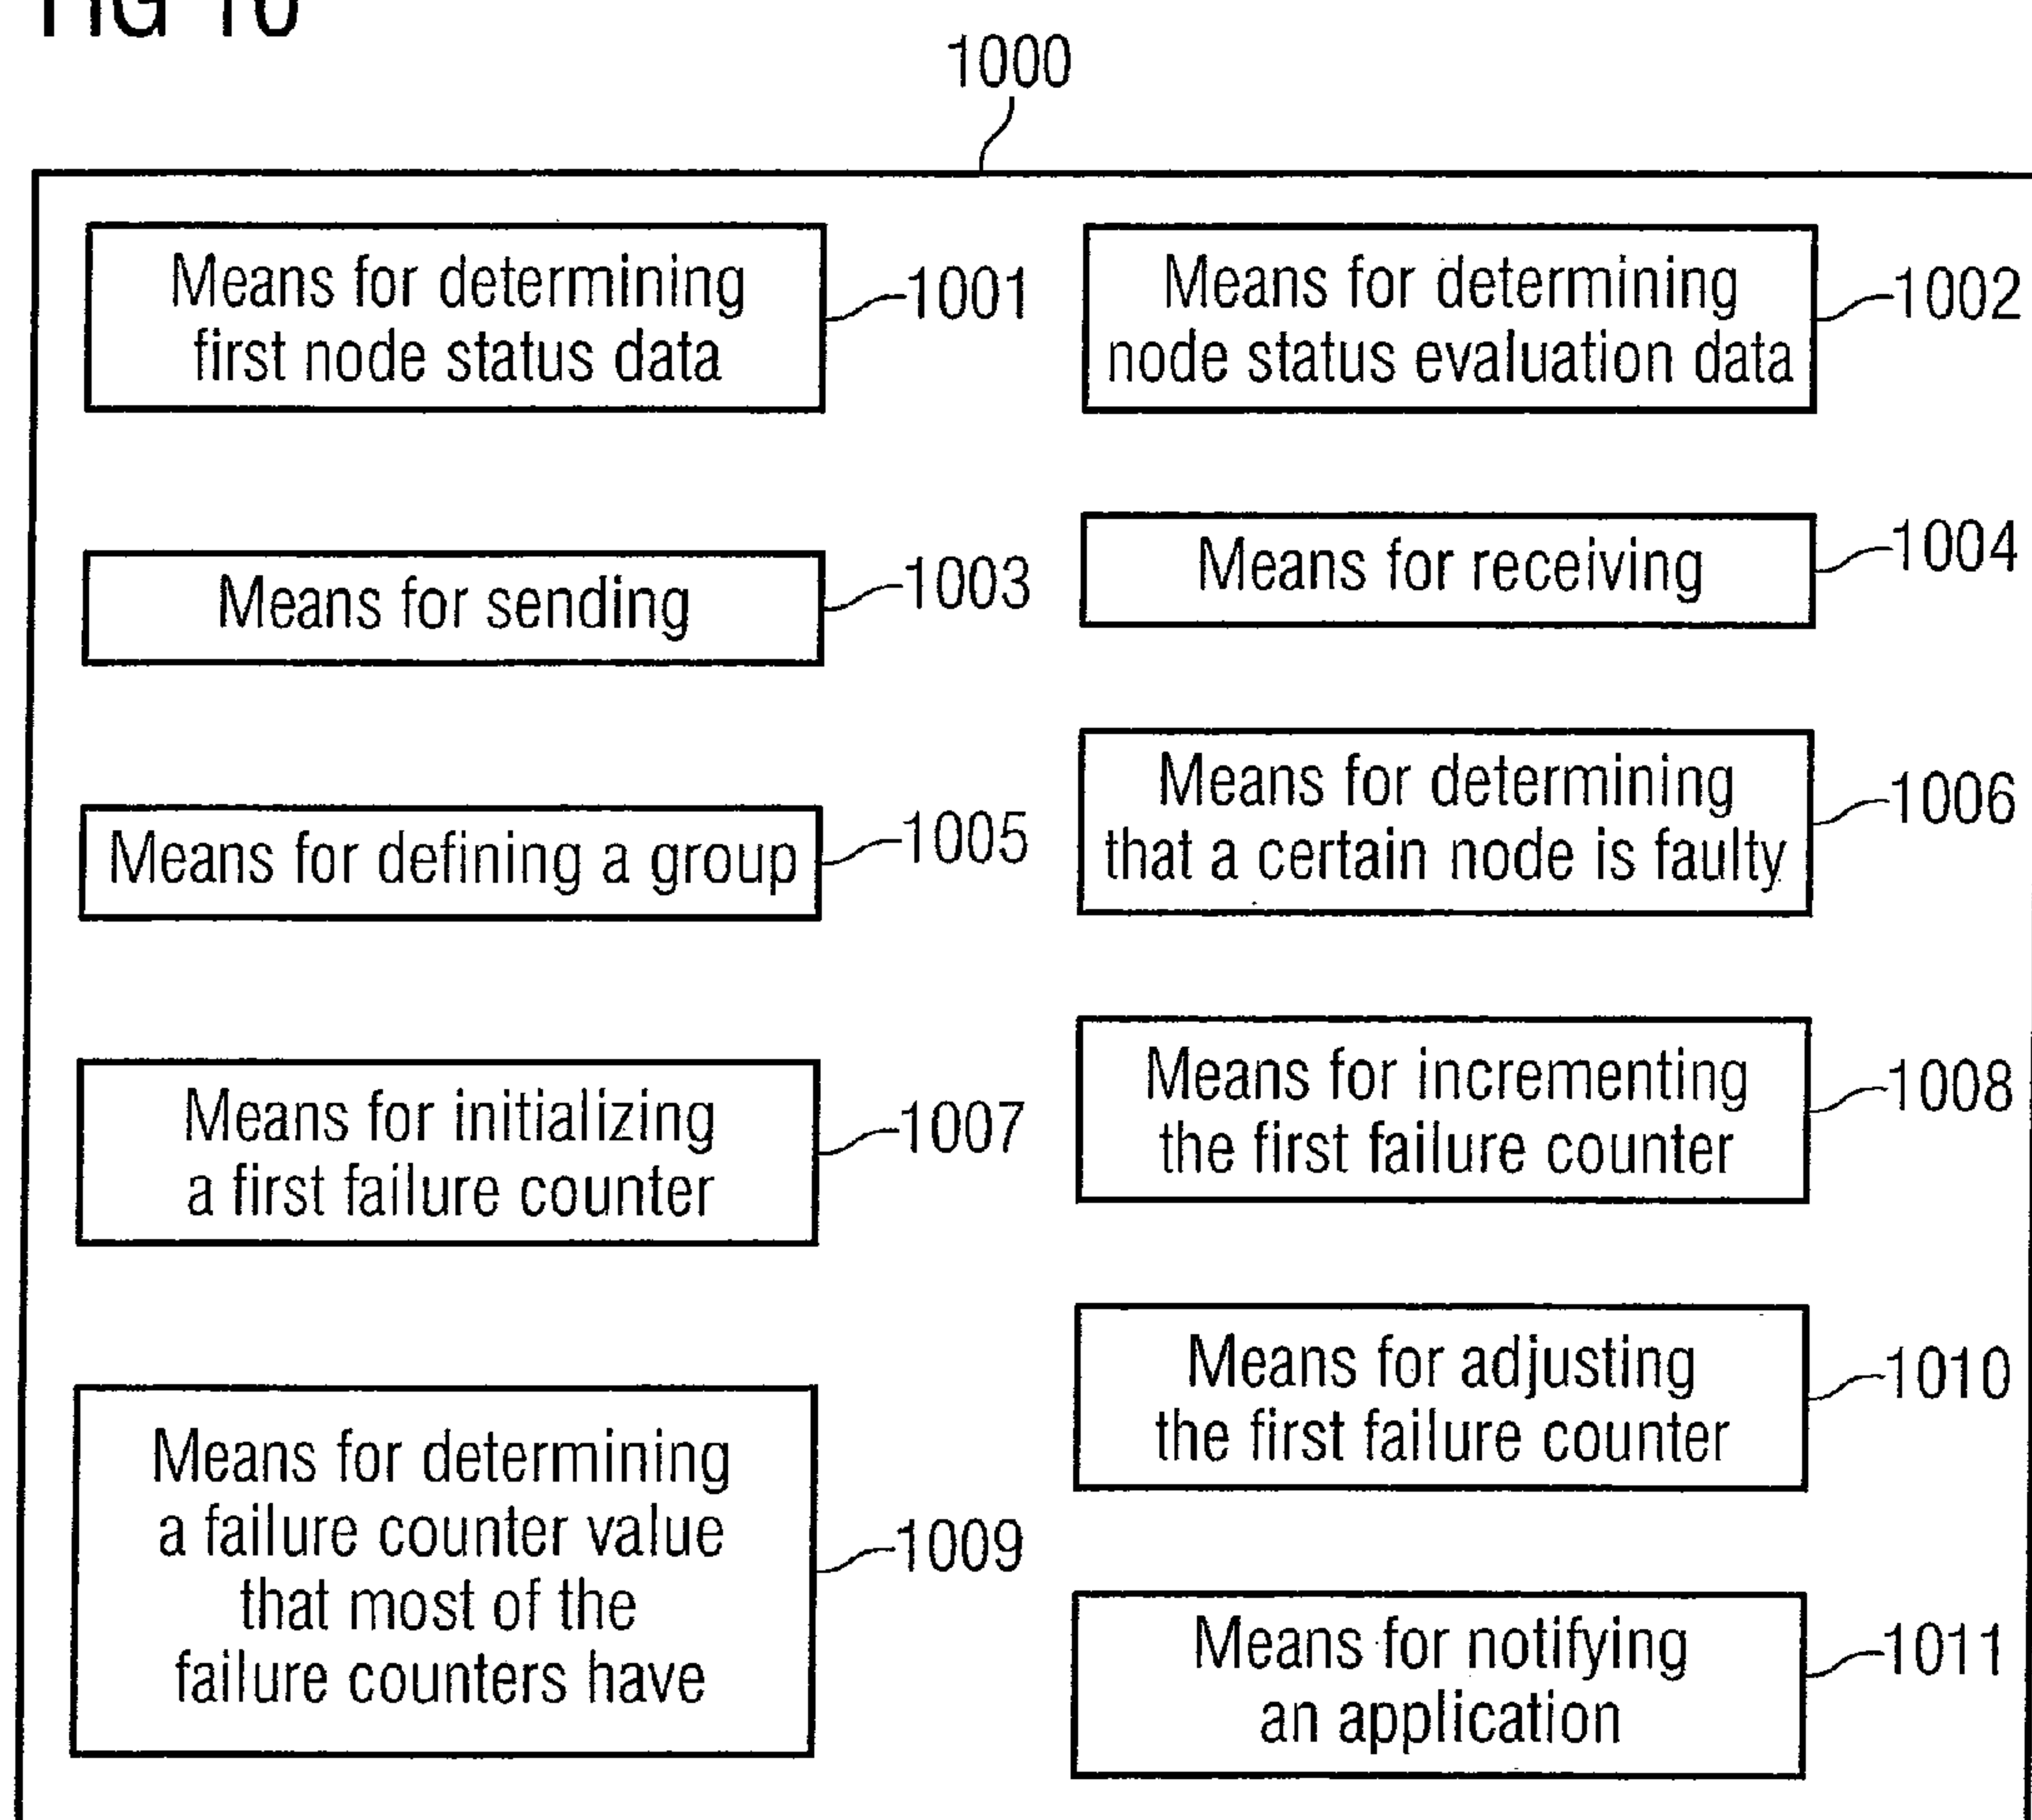 FIG 10
1000
Means for determining
first node status data
1001
Means for determining
node status evaluation data
1002
Means for sending
1003
Means for receiving
1004
Means for defining a group
1005
Means for determining
that a certain node is faulty
1006
Means for initializing
a first failure counter
1007
Means for incrementing
the first failure counter
1008
Means for determining
a failure counter value
that most of the
failure counters have
1009
Means for adjusting
the first failure counter
1010
Means for notifying
an application
1011